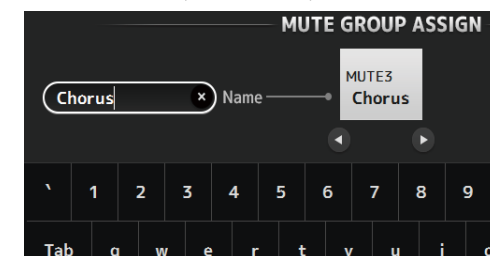 MUTE GROUP ASSIGN
MUTE3
Chorus
Chorus
Name
` 1 2 3 4 5 6 7 8 9
Tab q w e r t y u i o